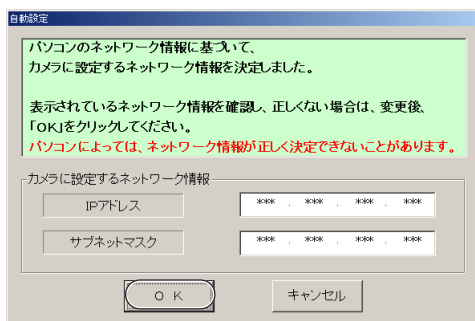 自動設定
パソコンのネットワーク情報に基づいて、
カメラに設定するネットワーク情報を決定しました。
表示されているネットワーク情報を確認し、正しくない場合は、変更後、
「OK」をクリックしてください。
パソコンによっては、ネットワーク情報が正しく決定できないことがあります。
カメラに設定するネットワーク情報
IPアドレス *** . *** . *** . ***
サブネットマスク *** . *** . *** . ***
OK キャンセル